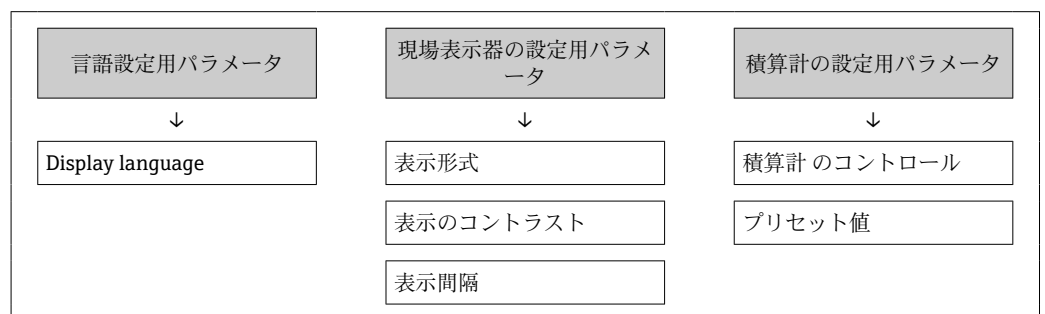 言語設定用パラメータ
現場表示器の設定用パラメ
ータ
積算計の設定用パラメータ
↓
↓
↓
Display language
表示形式
積算計 のコントロール
表示のコントラスト
プリセット値
表示間隔